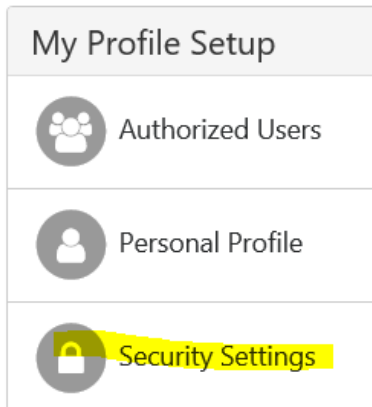 My Profile Setup
Authorized Users
Personal Profile
Security Settings